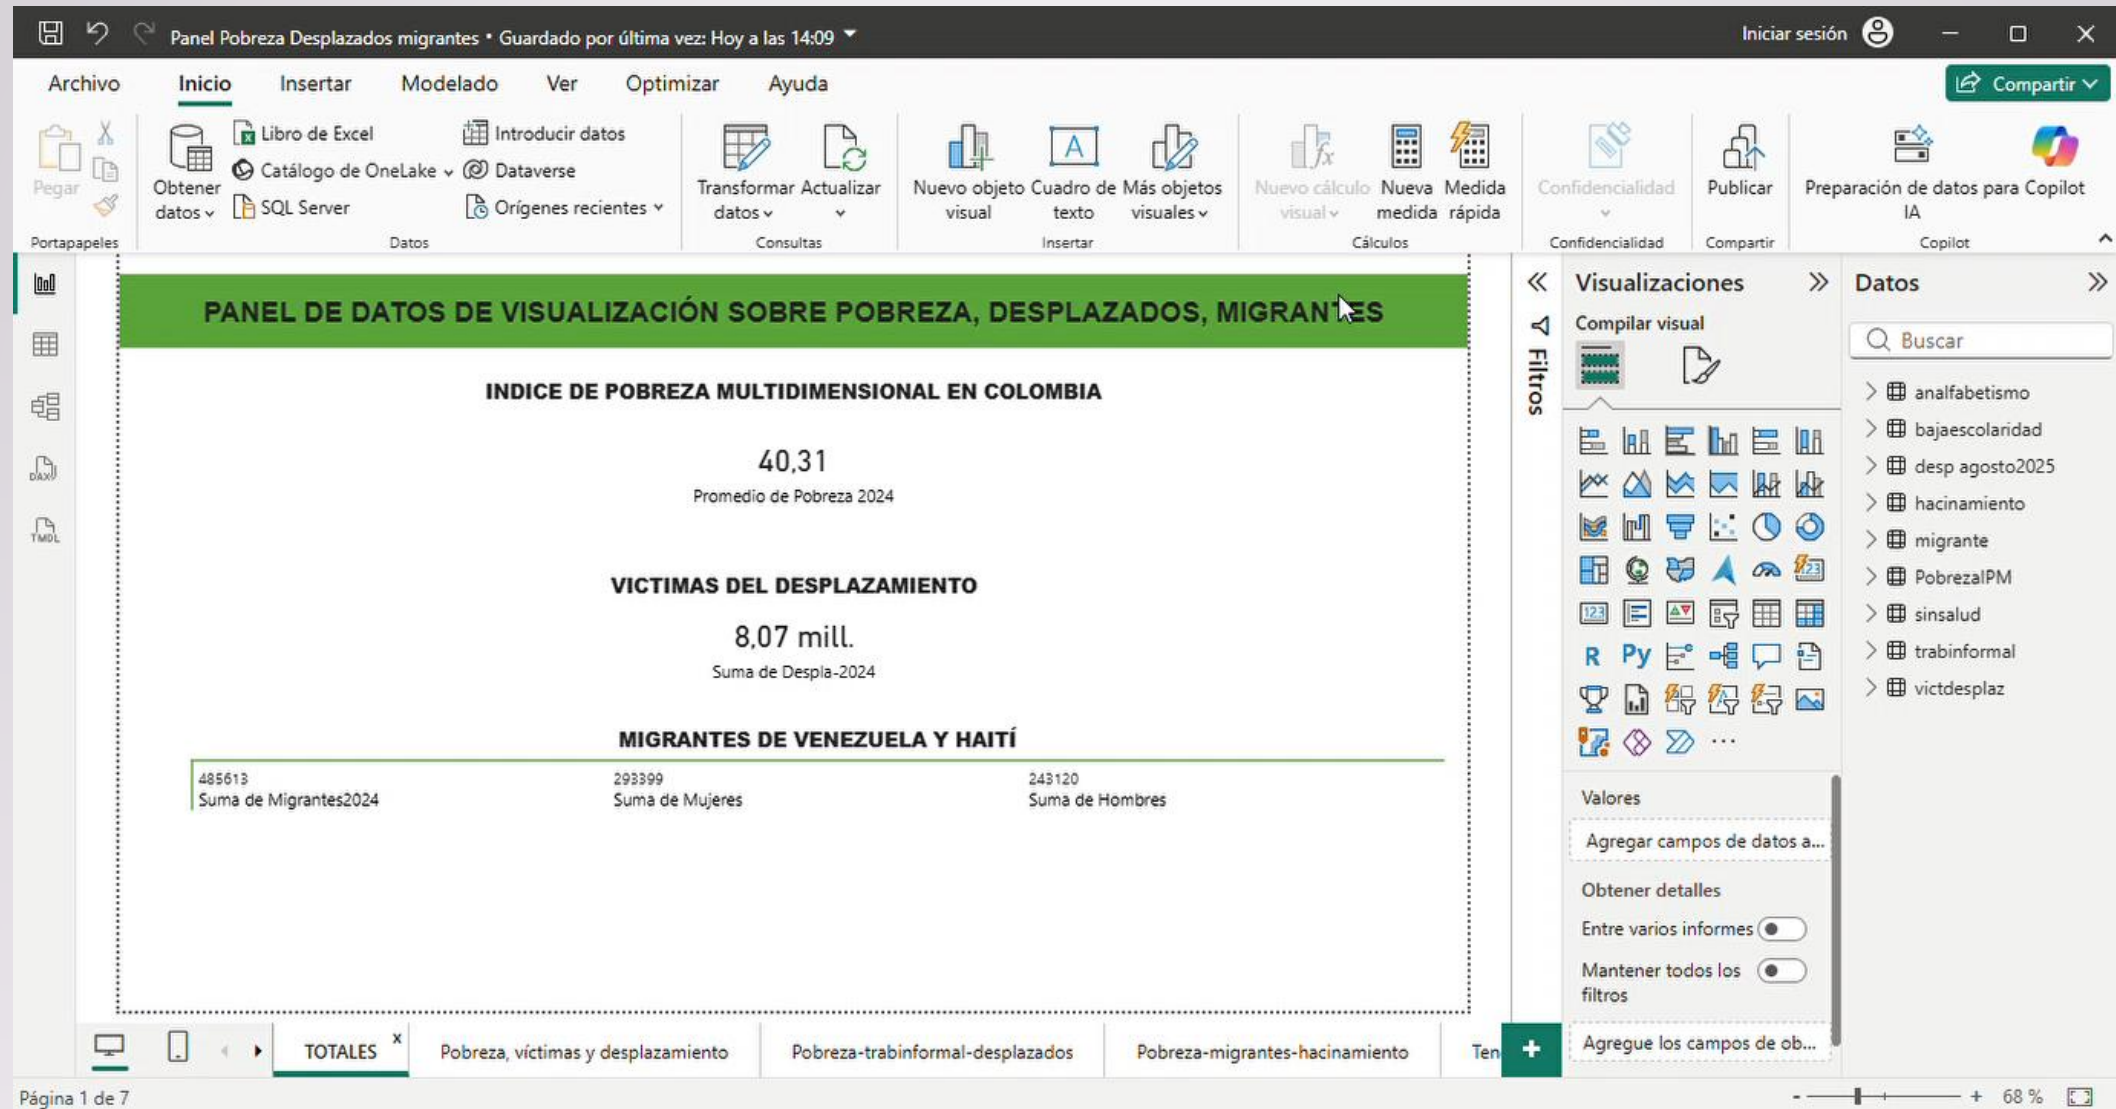 Panel Pobreza Desplazados migrantes • Guardado por última vez: Hoy a las 14:09
Iniciar sesión
Archivo Inicio Insertar Modelado Ver Optimizar Ayuda
Compartir
Pegar
Portapapeles
Obtener datos
Libro de Excel
Catálogo de OneLake
SQL Server
Introducir datos
Dataverse
Orígenes recientes
Datos
Transformar datos
Actualizar
Consultas
Nuevo objeto visual
Cuadro de texto
Más objetos visuales
Insertar
Nuevo cálculo visual
Nueva medida
Medida rápida
Cálculos
Confidencialidad
Confidencialidad
Publicar
Compartir
Preparación de datos para IA
Copilot
Copilot
DAX
TMDL
PANEL DE DATOS DE VISUALIZACIÓN SOBRE POBREZA, DESPLAZADOS, MIGRANTES
INDICE DE POBREZA MULTIDIMENSIONAL EN COLOMBIA
40,31
Promedio de Pobreza 2024
VICTIMAS DEL DESPLAZAMIENTO
8,07 mill.
Suma de Despla-2024
MIGRANTES DE VENEZUELA Y HAITÍ
485613 293399 243120
Suma de Migrantes2024 Suma de Mujeres Suma de Hombres
Filtros
Visualizaciones
Compilar visual
123
123
R Py
Valores
Agregar campos de datos a...
Obtener detalles
Entre varios informes
Mantener todos los
filtros
Agregue los campos de ob...
Datos
Buscar
analfabetismo
bajaescolaridad
desp agosto2025
hacinamiento
migrante
PobrezaIPM
sinsalud
trabinformal
victdesplaz
TOTALES x Pobreza, víctimas y desplazamiento Pobreza-trabinformal-desplazados Pobreza-migrantes-hacinamiento Ten
Página 1 de 7
- + 68 %